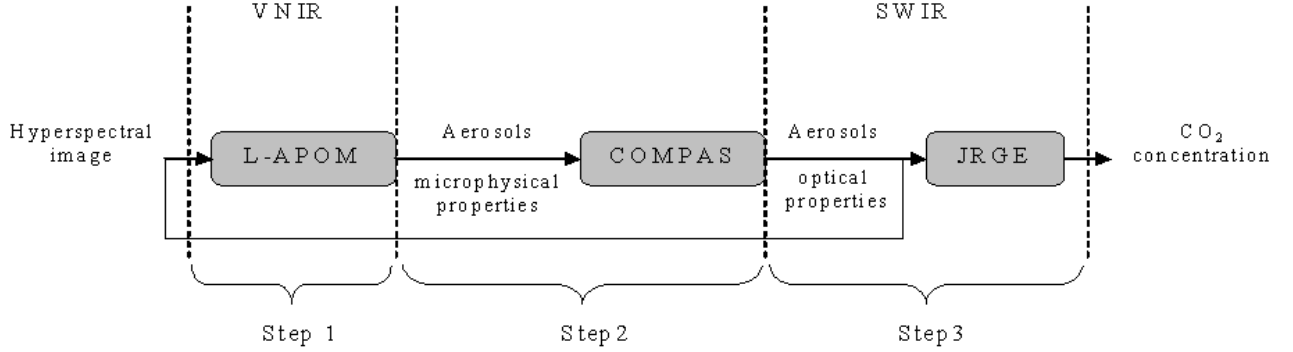 VNIR
SWIR
Hyperspectral
image
L-APOM
Aerosols
microphysical
properties
COMPAS
Aerosols
optical
properties
JRGE
CO₂
concentration
Step 1
Step 2
Step 3